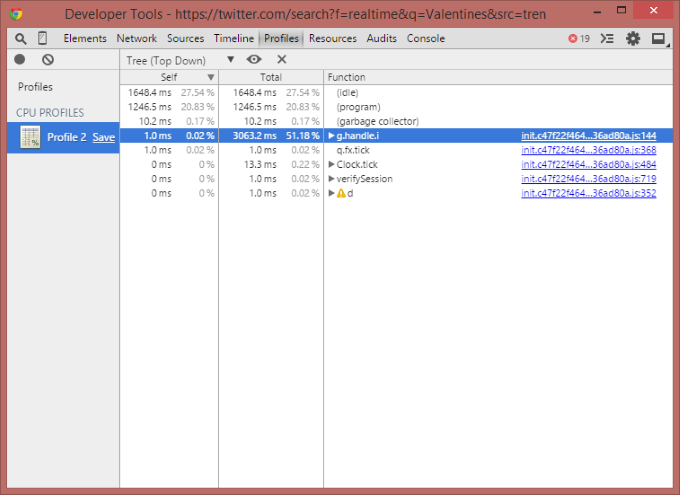 Developer Tools - https://twitter.com/search?f=realtime&q=Valentines&src=tren
Elements Network Sources Timeline Profiles Resources Audits Console 19
Tree (Top Down)
Profiles
CPU PROFILES
Profile 2 Save
Self Total Function
1648.4 ms 27.54 % 1648.4 ms 27.54 % (idle)
1246.5 ms 20.83 % 1246.5 ms 20.83 % (program)
10.2 ms 0.17 % 10.2 ms 0.17 % (garbage collector)
1.0 ms 0.02 % 3063.2 ms 51.18 % g.handle.i init.c47f22f464...36ad80a.js:144
1.0 ms 0.02 % 1.0 ms 0.02 % q.fx.tick init.c47f22f464...36ad80a.js:368
0 ms 0 % 13.3 ms 0.22 % Clock.tick init.c47f22f464...36ad80a.js:484
0 ms 0 % 1.0 ms 0.02 % verifySession init.c47f22f464...36ad80a.js:719
0 ms 0 % 1.0 ms 0.02 % d init.c47f22f464...36ad80a.js:352